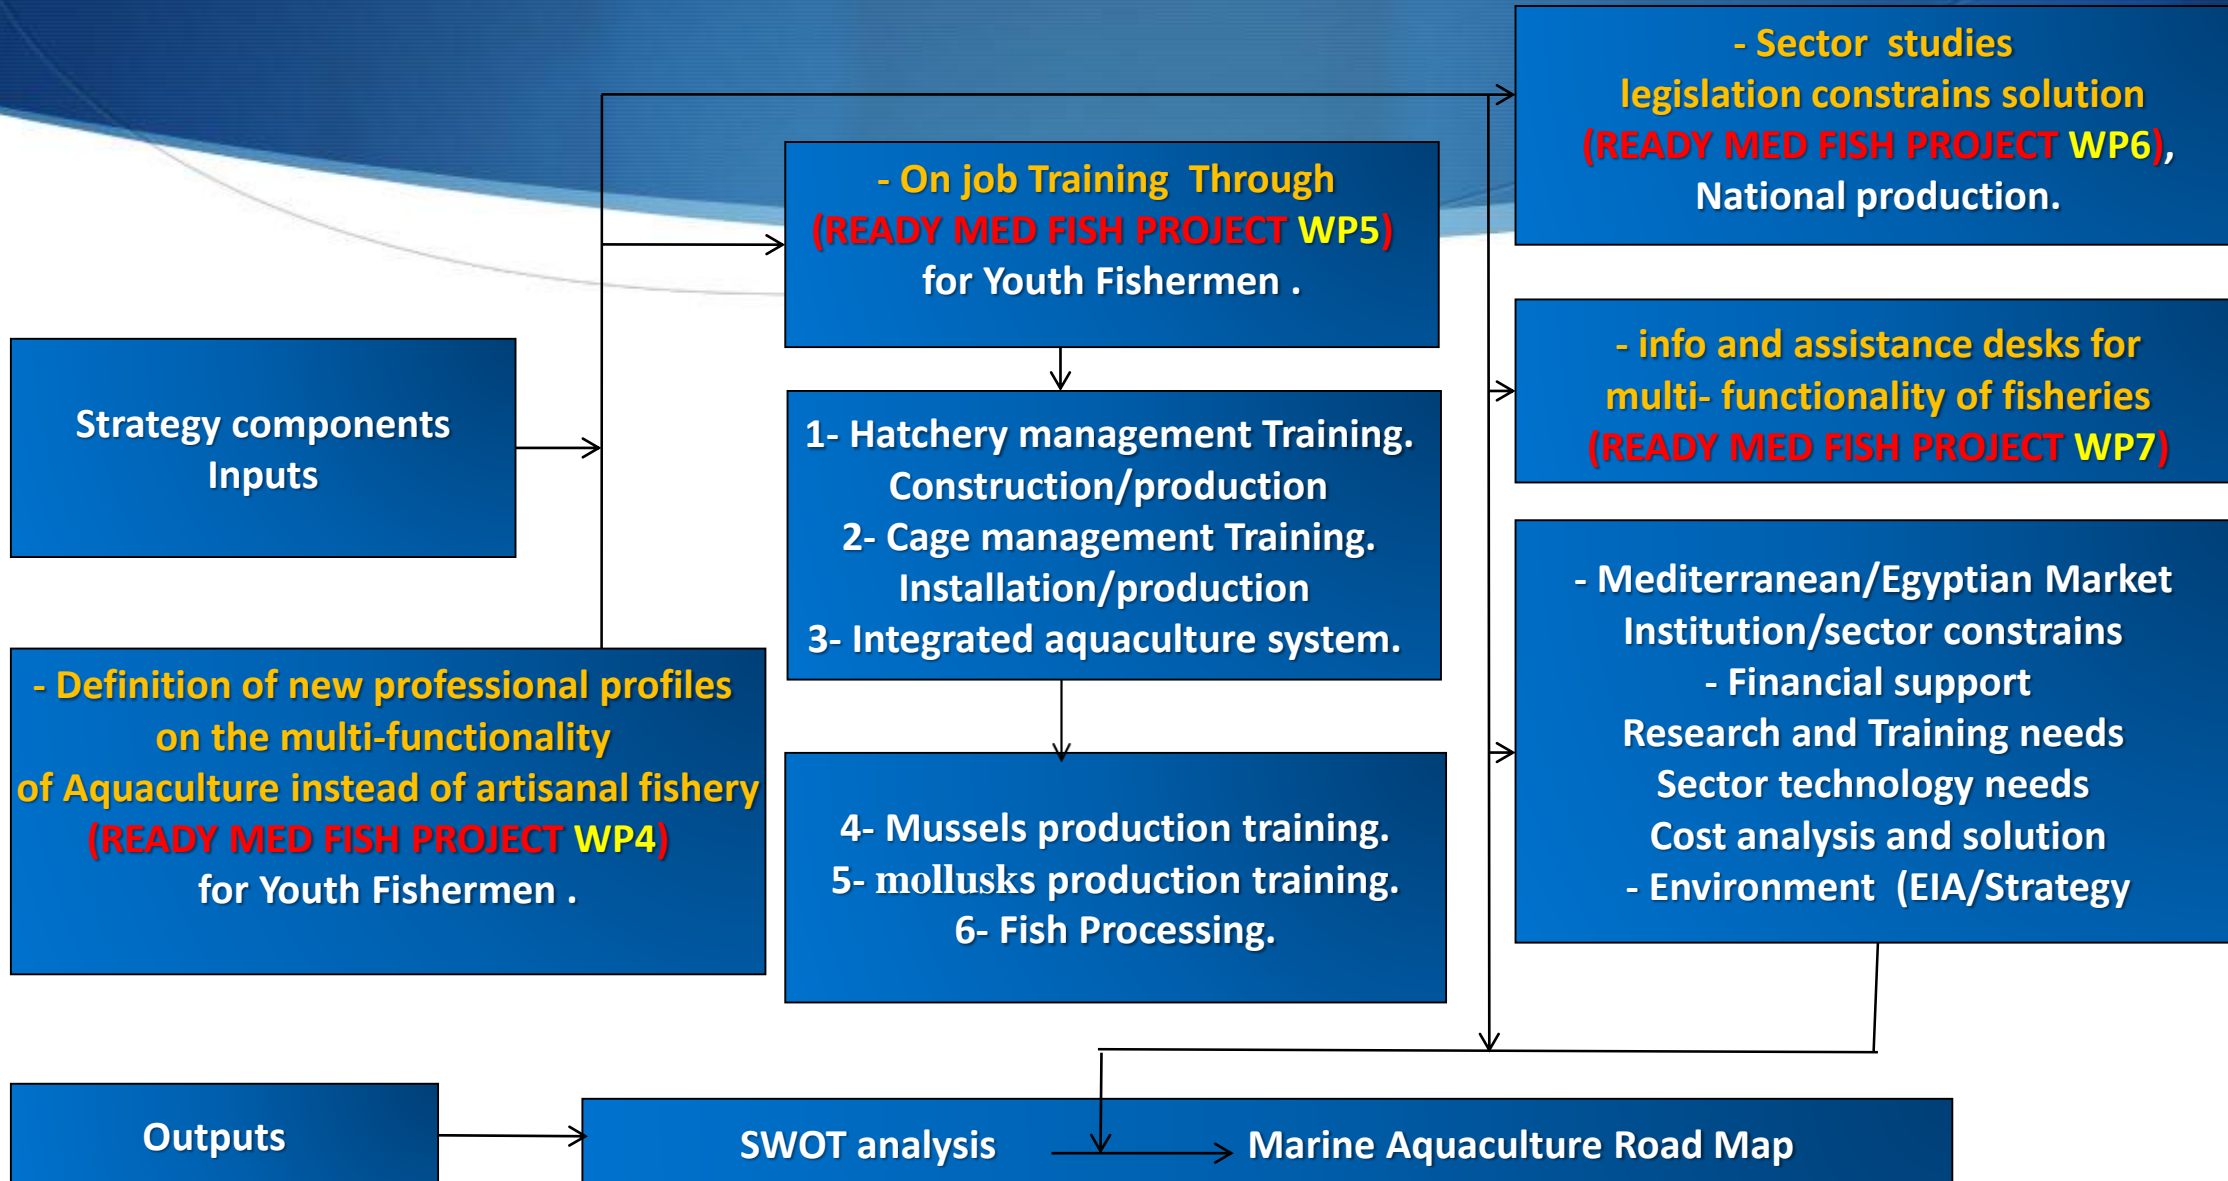 Strategy components
Inputs
- Definition of new professional profiles
on the multi-functionality
of Aquaculture instead of artisanal fishery
(READY MED FISH PROJECT WP4)
for Youth Fishermen .
- On job Training Through
(READY MED FISH PROJECT WP5)
for Youth Fishermen .
1- Hatchery management Training.
Construction/production
2- Cage management Training.
Installation/production
3- Integrated aquaculture system.
4- Mussels production training.
5- mollusks production training.
6- Fish Processing.
- Sector studies
legislation constrains solution
(READY MED FISH PROJECT WP6),
National production.
- info and assistance desks for
multi- functionality of fisheries
(READY MED FISH PROJECT WP7)
- Mediterranean/Egyptian Market
Institution/sector constrains
- Financial support
Research and Training needs
Sector technology needs
Cost analysis and solution
- Environment (EIA/Strategy
Outputs
SWOT analysis
Marine Aquaculture Road Map